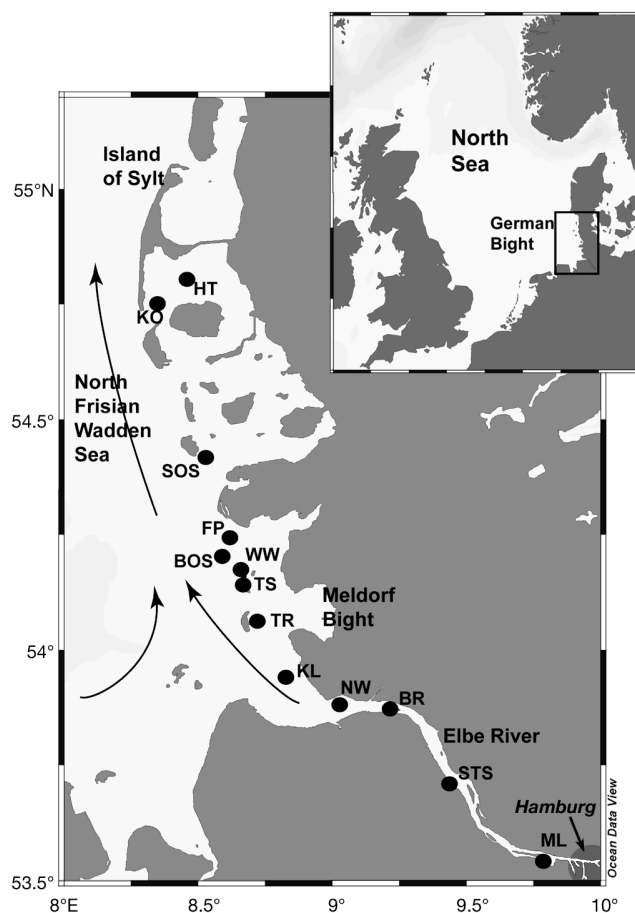 North
Sea
German
Bight
Island
of Sylt
55°N
HT
KO
North
Frisian
Wadden
Sea
54.5°
SOS
FP
BOS
WW
TS
Meldorf
Bight
TR
54°
KL
NW
BR
Elbe River
STS
Hamburg
ML
Ocean Data View
53.5°
8°E
8.5°
9°
9.5°
10°